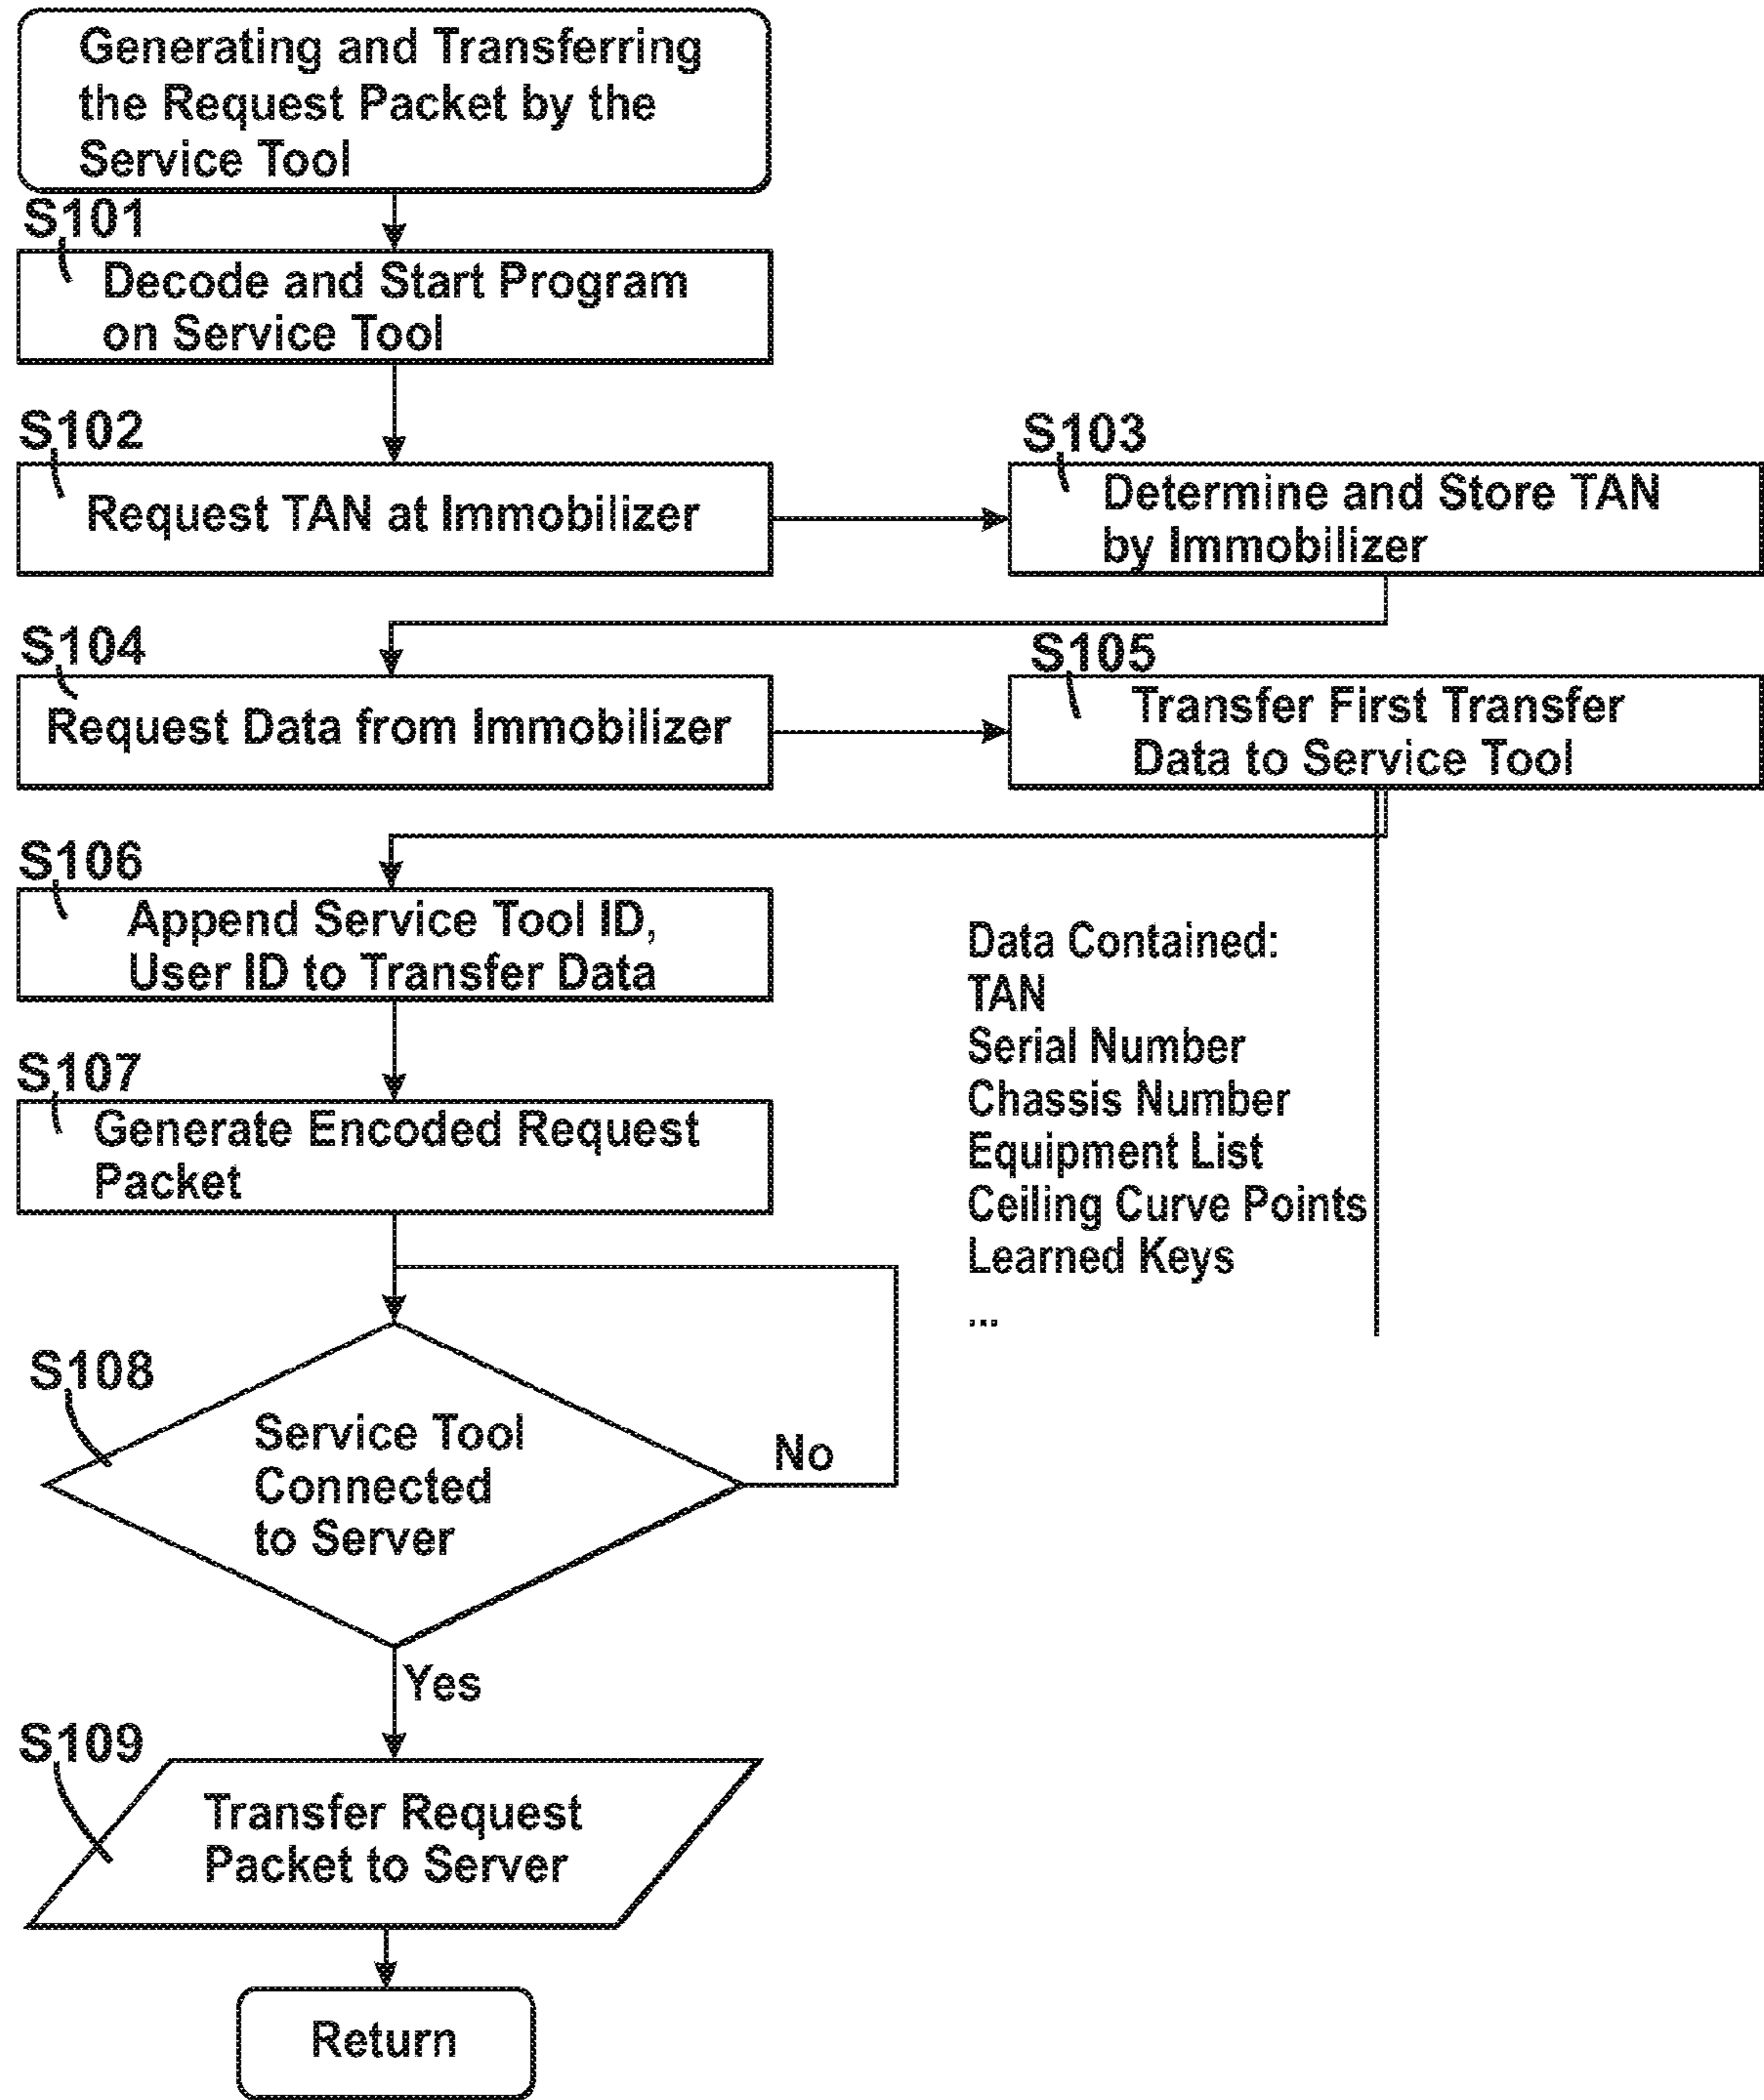 Generating and Transferring
the Request Packet by the
Service Tool
S101
Decode and Start Program
on Service Tool
S102
Request TAN at Immobilizer
S103
Determine and Store TAN
by Immobilizer
S104
Request Data from Immobilizer
S105
Transfer First Transfer
Data to Service Tool
S106
Append Service Tool ID,
User ID to Transfer Data
Data Contained:
TAN
Serial Number
Chassis Number
Equipment List
Ceiling Curve Points
Learned Keys
...
S107
Generate Encoded Request
Packet
S108
Service Tool
Connected
to Server
No
Yes
S109
Transfer Request
Packet to Server
Return